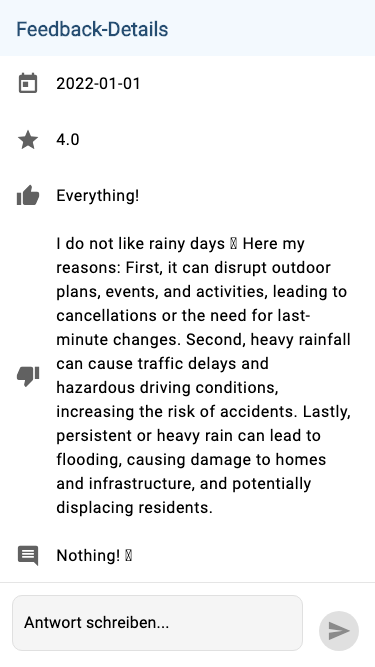 Feedback-Details
2022-01-01
4.0
Everything!
I do not like rainy days
Here my
reasons: First, it can disrupt outdoor
plans, events, and activities, leading to
cancellations or the need for last-
minute changes. Second, heavy rainfall
can cause traffic delays and
hazardous driving conditions,
increasing the risk of accidents. Lastly,
persistent or heavy rain can lead to
flooding, causing damage to homes
and infrastructure, and potentially
displacing residents.
Nothing!
Antwort schreiben...